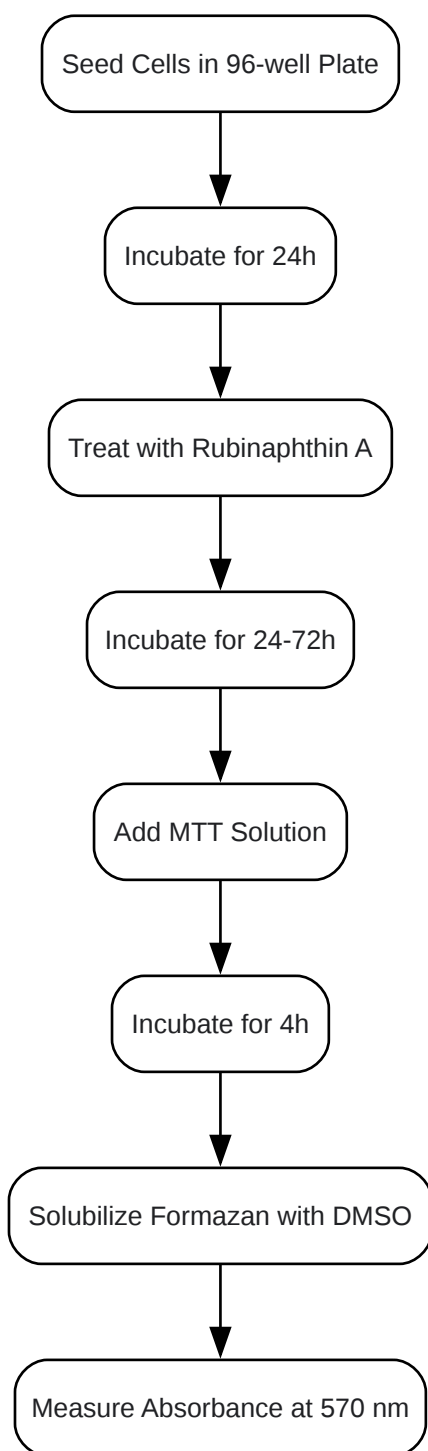 Seed Cells in 96-well Plate
Incubate for 24h
Treat with Rubinaphthin A
Incubate for 24-72h
Add MTT Solution
Incubate for 4h
Solubilize Formazan with DMSO
Measure Absorbance at 570 nm